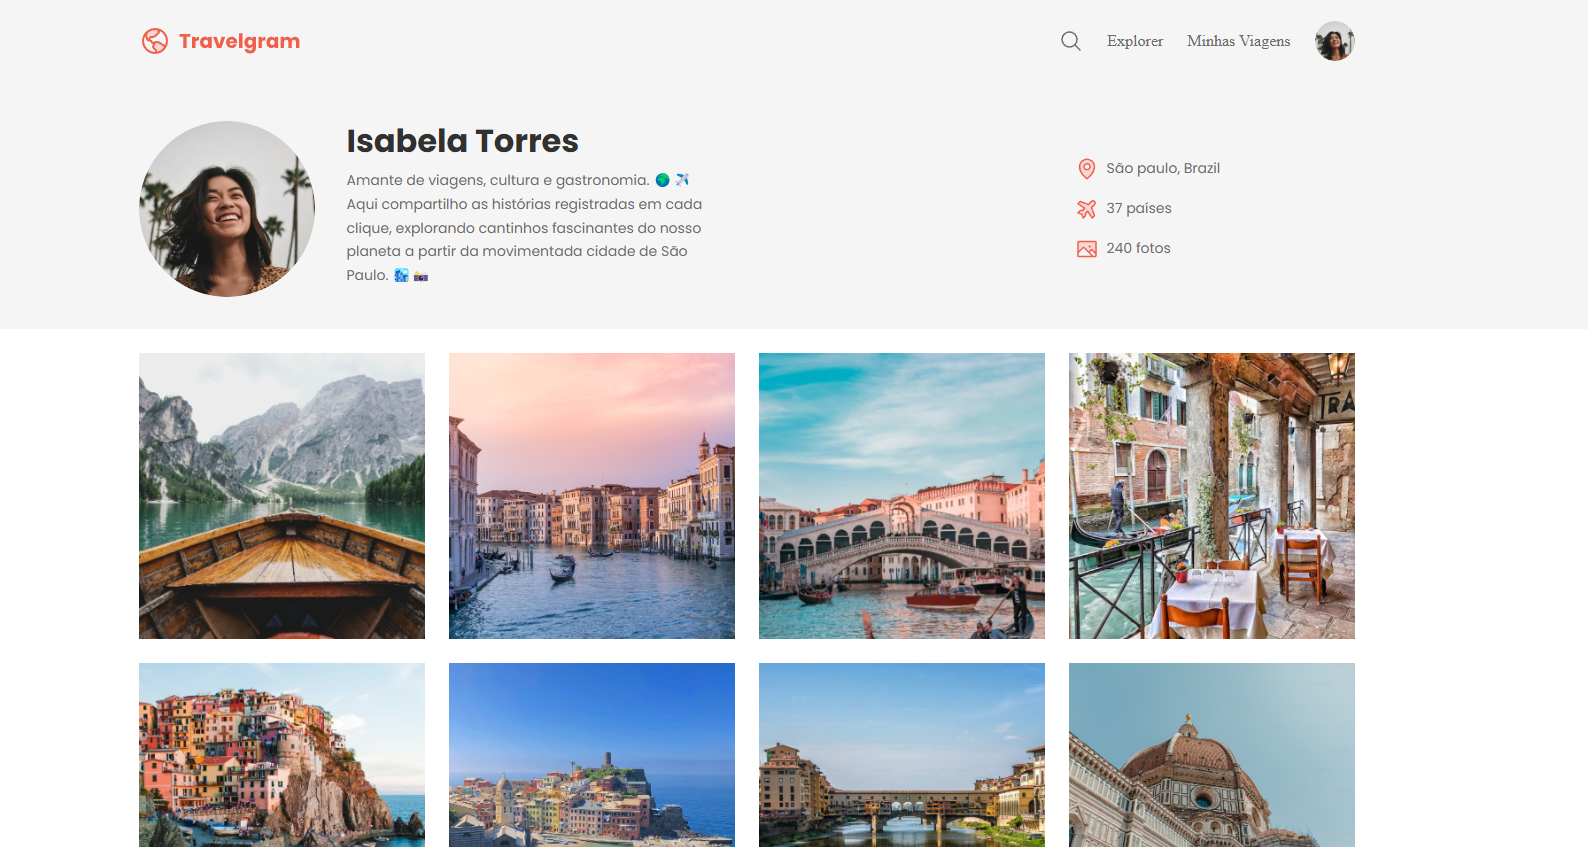 Travelgram
Explorer
Minhas Viagens
Isabela Torres
Amante de viagens, cultura e gastronomia. 🌍 ✈️
Aqui compartilho as histórias registradas em cada
clique, explorando cantinhos fascinantes do nosso
planeta a partir da movimentada cidade de São
Paulo. 🏙️ 📸
São paulo, Brazil
37 países
240 fotos
TRA